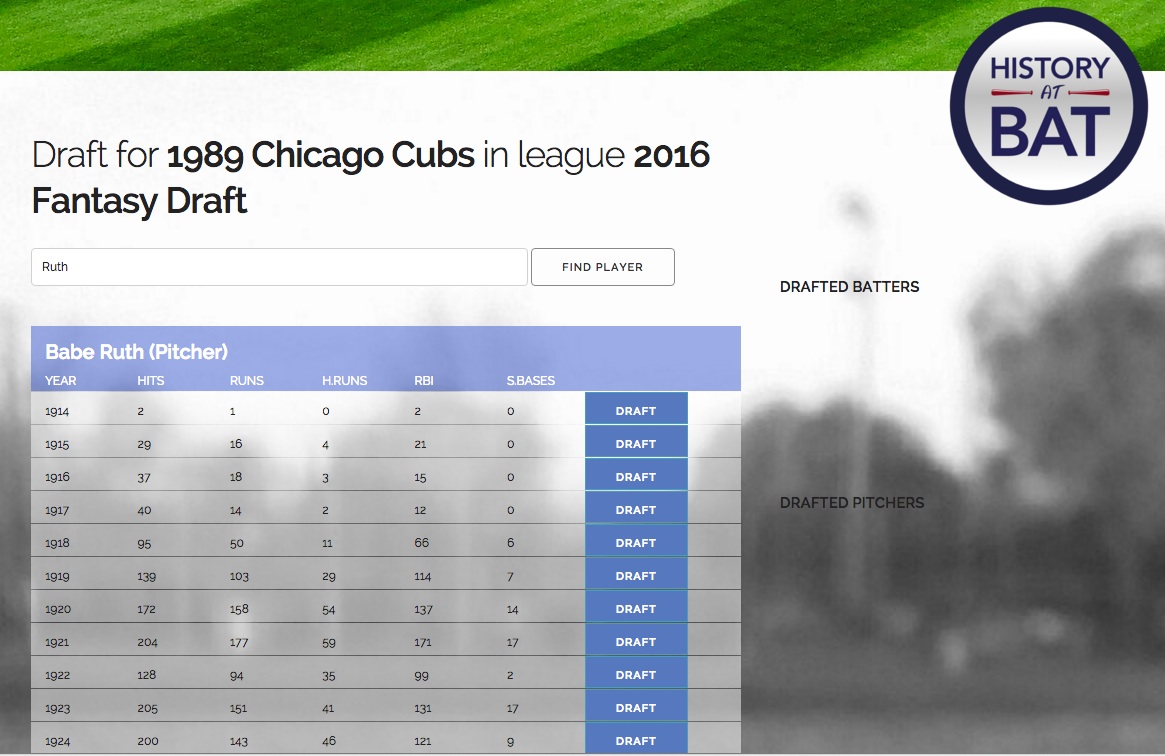 HISTORY
AT
BAT
Draft for 1989 Chicago Cubs in league 2016
Fantasy Draft
Ruth FIND PLAYER
DRAFTED BATTERS
Babe Ruth (Pitcher)
YEAR HITS RUNS H.RUNS RBI S.BASES
1914 2 1 0 2 0 DRAFT
1915 29 16 4 21 0 DRAFT
1916 37 18 3 15 0 DRAFT
1917 40 14 2 12 0 DRAFT
1918 95 50 11 66 6 DRAFT
1919 139 103 29 114 7 DRAFT
1920 172 158 54 137 14 DRAFT
1921 204 177 59 171 17 DRAFT
1922 128 94 35 99 2 DRAFT
1923 205 151 41 131 17 DRAFT
1924 200 143 46 121 9 DRAFT
DRAFTED PITCHERS